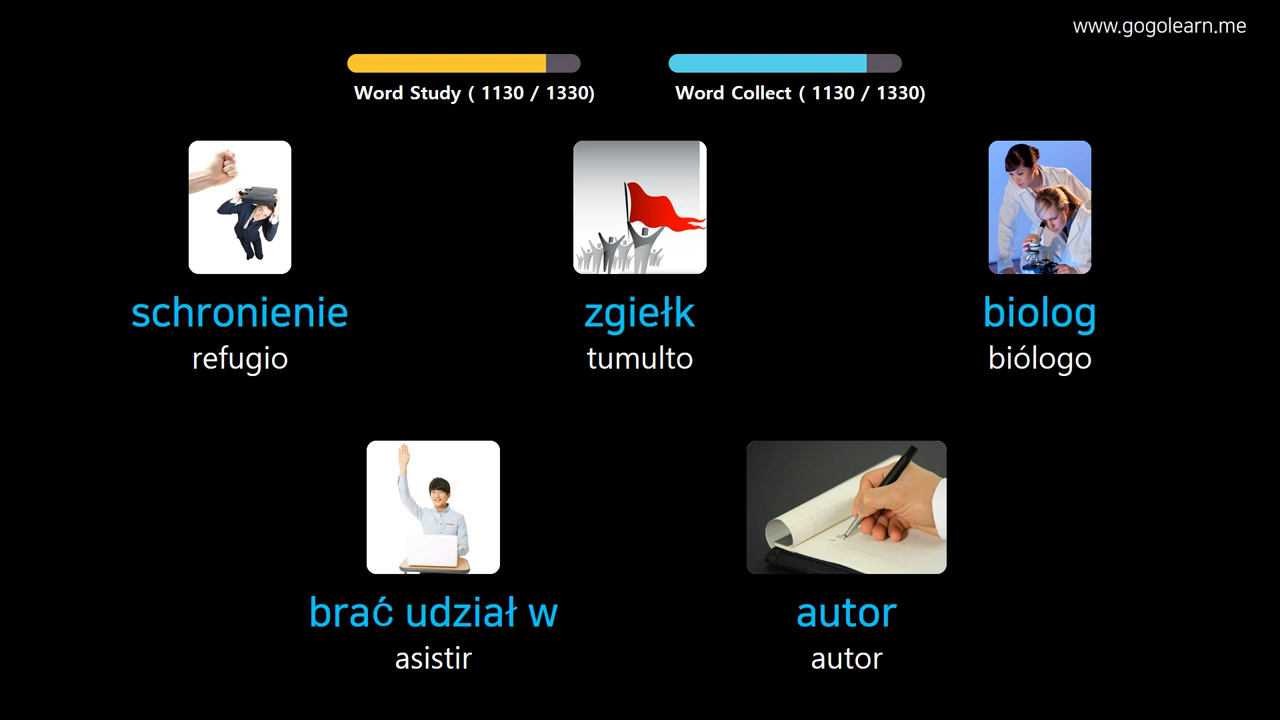 www.gogolearn.me
Word Study ( 1130 / 1330)
Word Collect ( 1130 / 1330)
schronienie
refugio
zgiełk
tumulto
biolog
biólogo
brać udział w
asistir
autor
autor